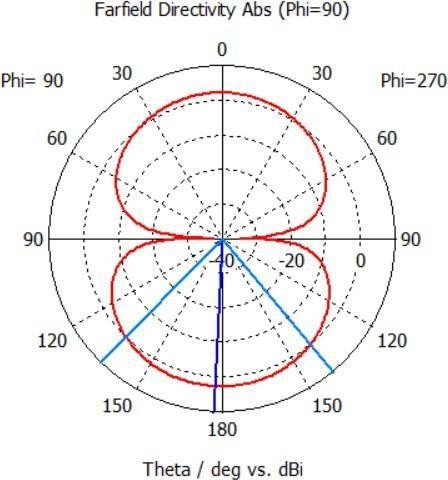 Farfield Directivity Abs (Phi=90)
0
Phi= 90 30 30 Phi=270
60 60
90 -40 -20 0 90
120 120
150 150
180
Theta / deg vs. dBi